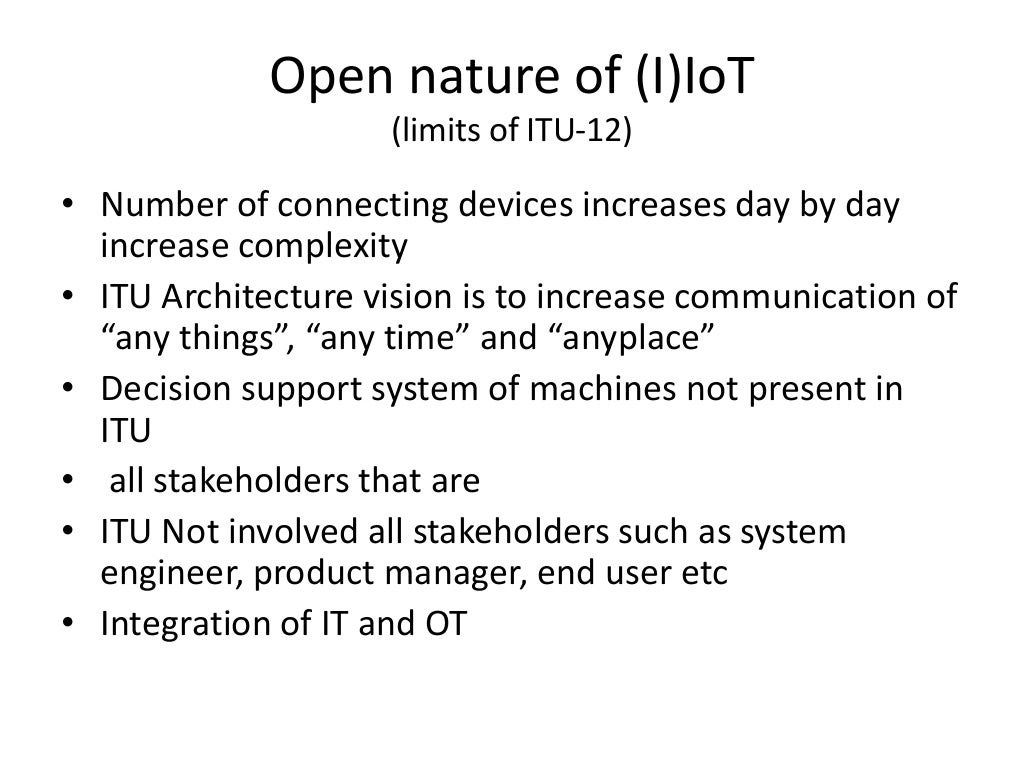 Open nature of (I)IoT
(limits of ITU-12)
• Number of connecting devices increases day by day
increase complexity
• ITU Architecture vision is to increase communication of
“any things”, “any time” and “anyplace”
• Decision support system of machines not present in
ITU
• all stakeholders that are
• ITU Not involved all stakeholders such as system
engineer, product manager, end user etc
• Integration of IT and OT